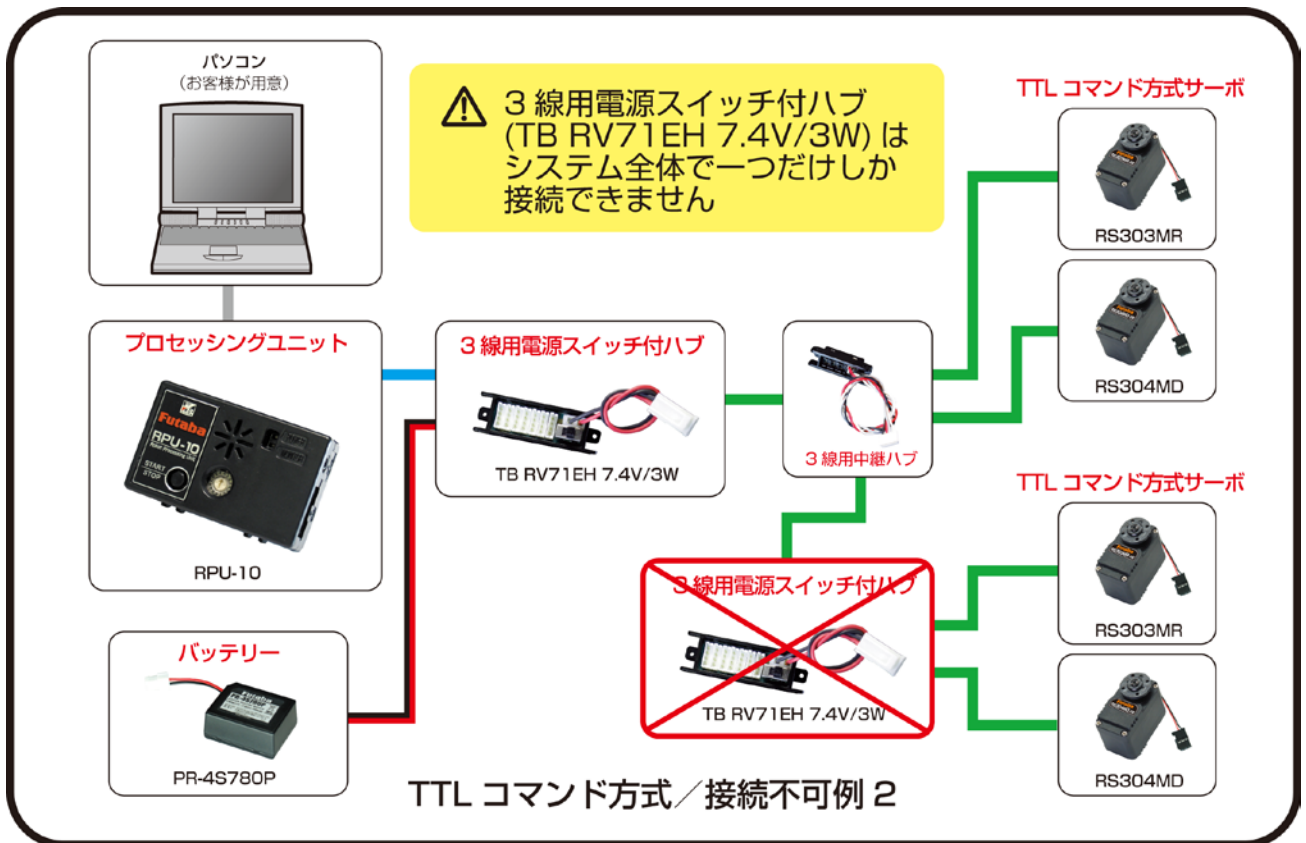 パソコン
(お客様が用意)
3 線用電源スイッチ付ハブ
(TB RV71EH 7.4V/3W) は
システム全体で一つだけしか
接続できません
TTL コマンド方式サーボ
RS303MR
RS304MD
プロセッシングユニット
Futaba
RPU-10
START
STOP
RPU-10
3 線用電源スイッチ付ハブ
TB RV71EH 7.4V/3W
3 線用中継ハブ
TTL コマンド方式サーボ
RS303MR
RS304MD
3 線用電源スイッチ付ハブ
TB RV71EH 7.4V/3W
バッテリー
Futaba
PR-4S780P
PR-4S780P
TTL コマンド方式／接続不可例 2